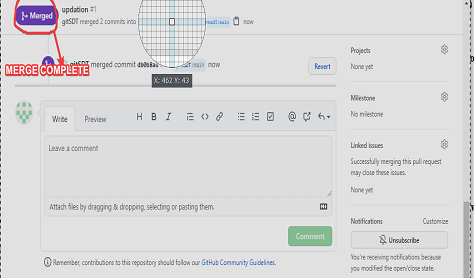 Merged
updation #1
gitSDT merged 2 commits into
now
gitSDT merged commit
now
Revert
MERGE COMPLETE
X: 462 Y: 43
Projects
None yet
Milestone
No milestone
Linked issues
Successfully merging this pull request
may close these issues.
None yet
Notifications
Customize
Unsubscribe
You're receiving notifications because
you modified the open/close state.
Write
Preview
H B I
Leave a comment
Attach files by dragging & dropping, selecting or pasting them.
Comment
Remember, contributions to this repository should follow our GitHub Community Guidelines.